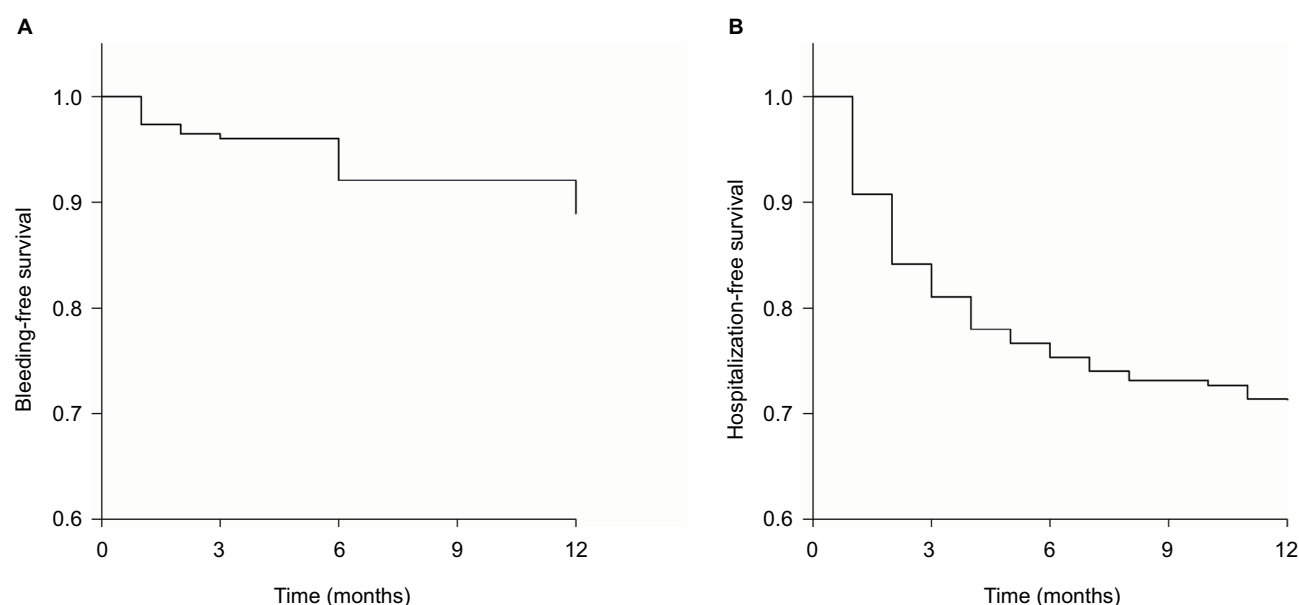 A
Bleeding-free survival
1.0
0.9
0.8
0.7
0.6
0 3 6 9 12
Time (months)
B
Hospitalization-free survival
1.0
0.9
0.8
0.7
0.6
0 3 6 9 12
Time (months)